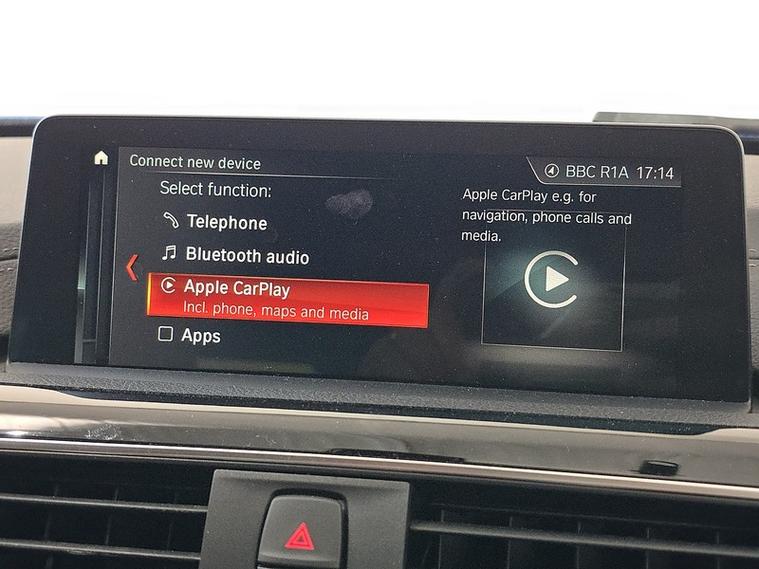 Connect new device
BBC R1A 17:14
Select function:
Telephone
Bluetooth audio
Apple CarPlay
Incl. phone, maps and media
Apps
Apple CarPlay e.g. for
navigation, phone calls and
media.